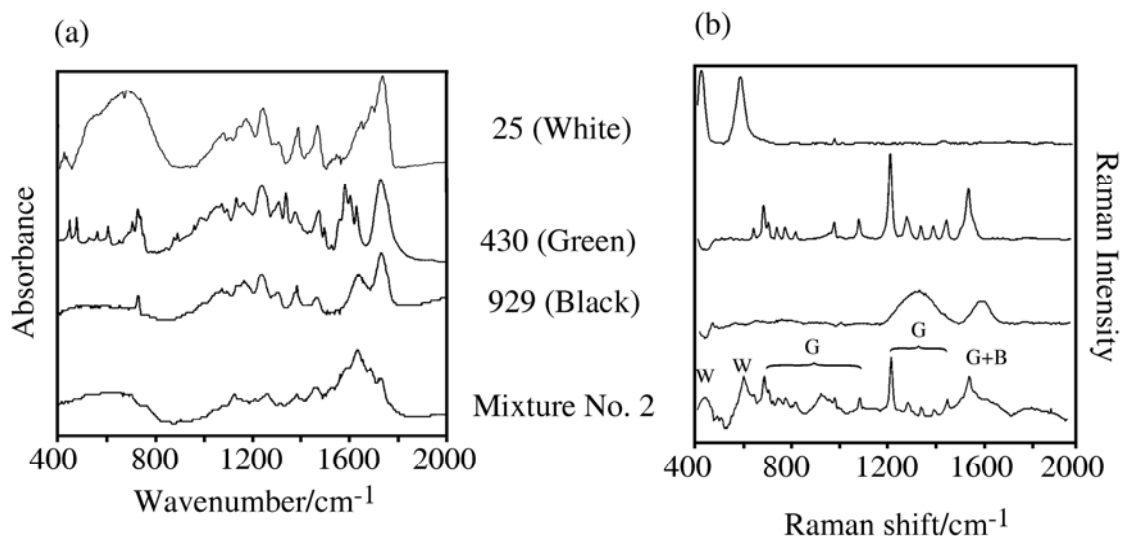 (a)
(b)
25 (White)
430 (Green)
929 (Black)
Mixture No. 2
Absorbance
400 800 1200 1600 2000
Wavenumber/cm-1
W W G G G+B
Raman Intensity
400 800 1200 1600 2000
Raman shift/cm-1